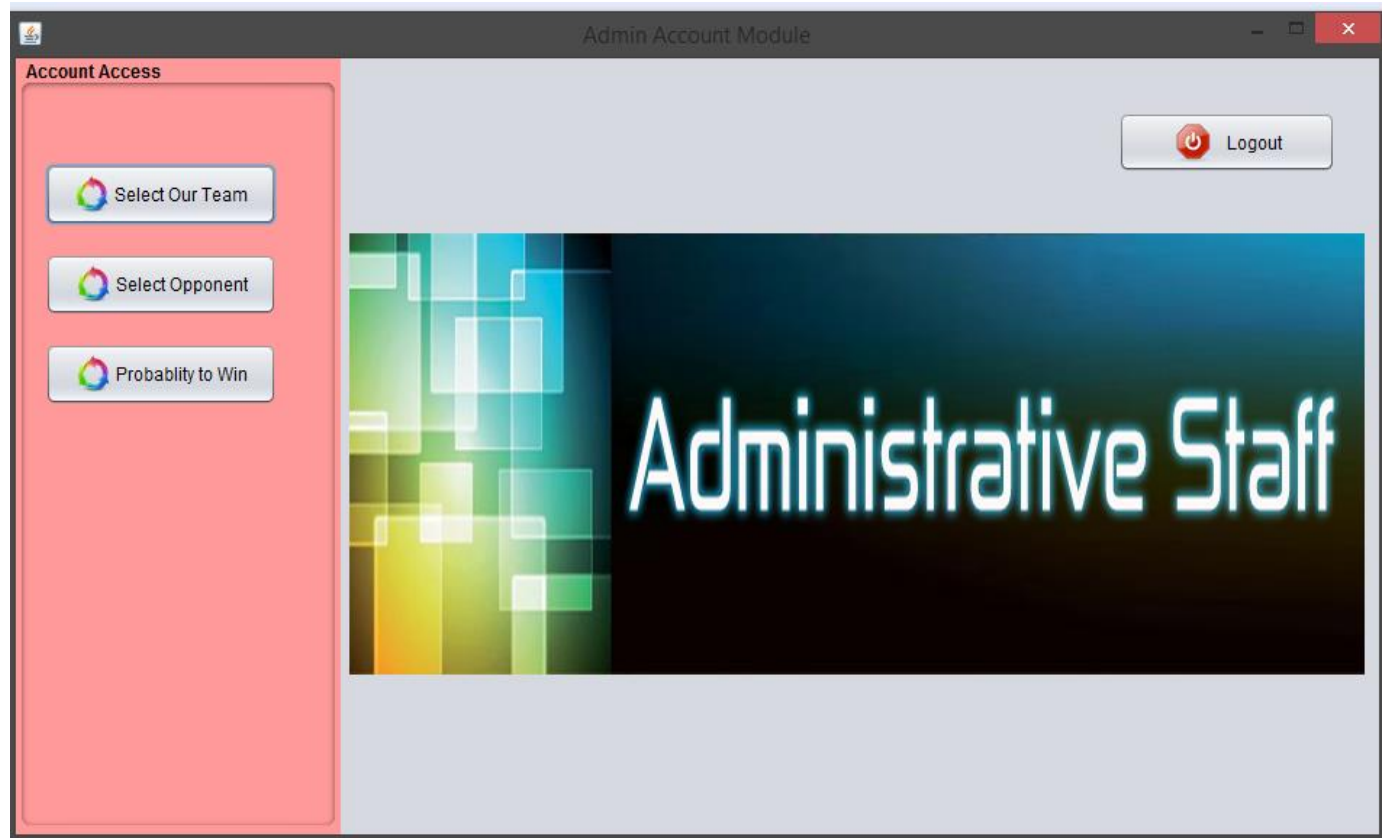 Admin Account Module
Account Access
Logout
Select Our Team
Select Opponent
Probablity to Win
Administrative Staff